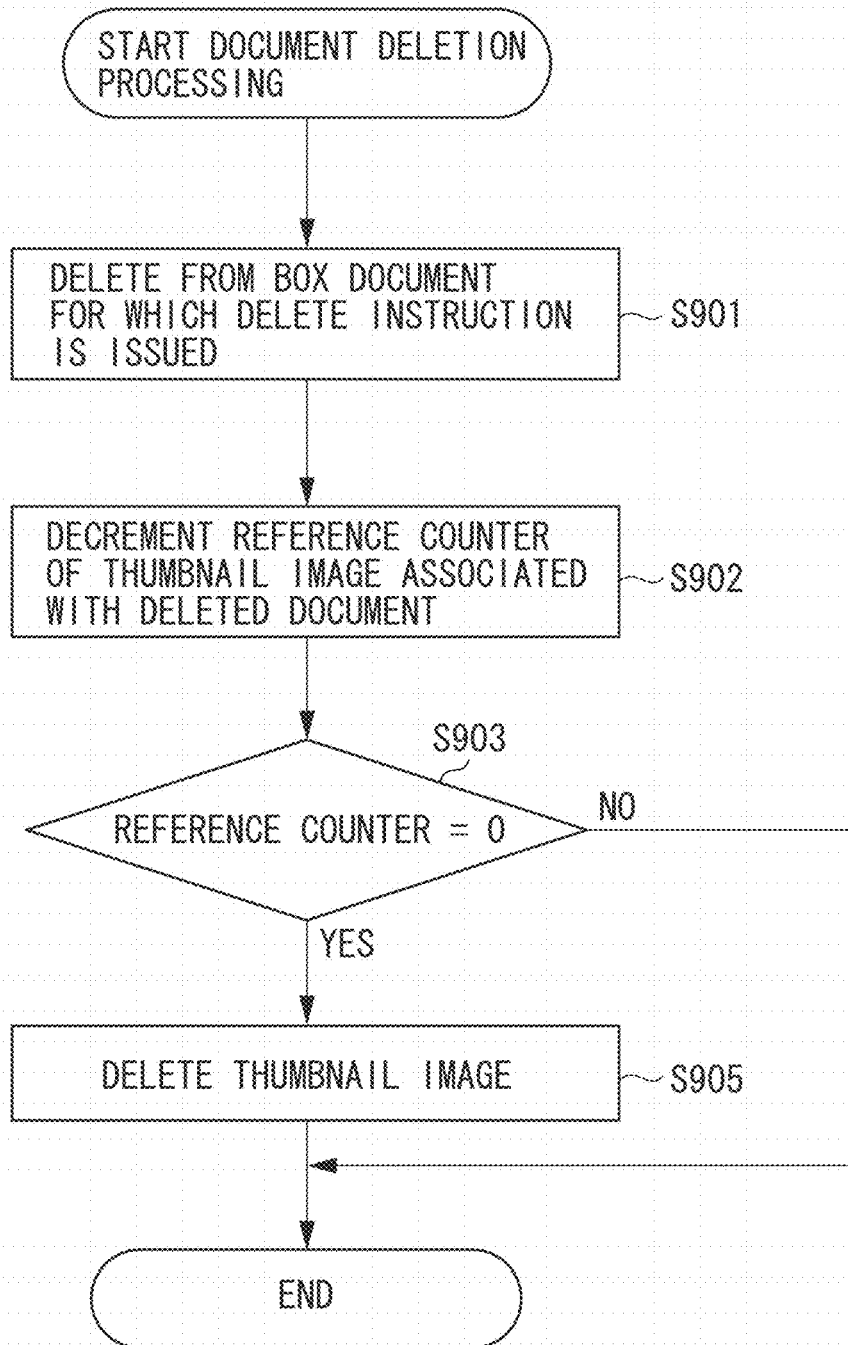 START DOCUMENT DELETION
PROCESSING
DELETE FROM BOX DOCUMENT
FOR WHICH DELETE INSTRUCTION
IS ISSUED
S901
DECREMENT REFERENCE COUNTER
OF THUMBNAIL IMAGE ASSOCIATED
WITH DELETED DOCUMENT
S902
S903
REFERENCE COUNTER = 0
NO
YES
DELETE THUMBNAIL IMAGE
S905
END